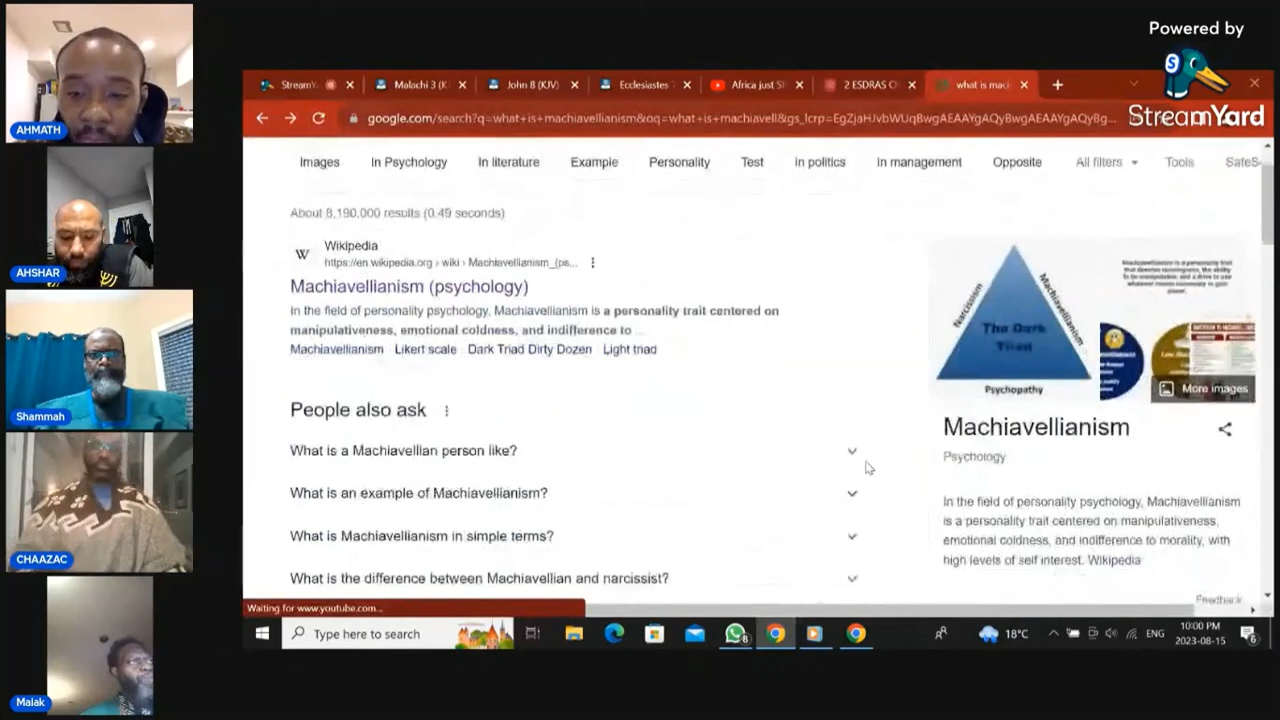 AHMATH
AHSHAR
Shammah
CHAAZAC
Malak
Powered by
S
StreamYard
StreamY
Malachi 3 (K
John 8 (KJV)
Ecclesiastes
Africa just S
2 ESDRAS C
what is mac
google.com/search?q=what+is+machiavellianism&oq=what+is+machiavell&gs_lcrp=EgZjaHJvbWUqBwgAEAAYgAQyBwgAEAAYgAQyBwgAEAAYgAQyBwgAEAAYgAQyBwg...
Images In Psychology In literature Example Personality Test In politics In management Opposite All filters Tools SafeS
About 8,190,000 results (0.49 seconds)
W
Wikipedia
https://en.wikipedia.org › wiki › Machiavellianism_(ps...
Machiavellianism (psychology)
In the field of personality psychology, Machiavellianism is a personality trait centered on
manipulativeness, emotional coldness, and indifference to ...
Machiavellianism Likert scale Dark Triad Dirty Dozen Light triad
People also ask
What is a Machiavellian person like?
What is an example of Machiavellianism?
What is Machiavellianism in simple terms?
What is the difference between Machiavellian and narcissist?
Narcissism
Machiavellianism
The Dark
Triad
Psychopathy
More images
Machiavellianism
Psychology
In the field of personality psychology, Machiavellianism
is a personality trait centered on manipulativeness,
emotional coldness, and indifference to morality, with
high levels of self interest. Wikipedia
Feedback
Waiting for www.youtube.com...
Type here to search
8
18°C
ENG
10:00 PM
2023-08-15
6